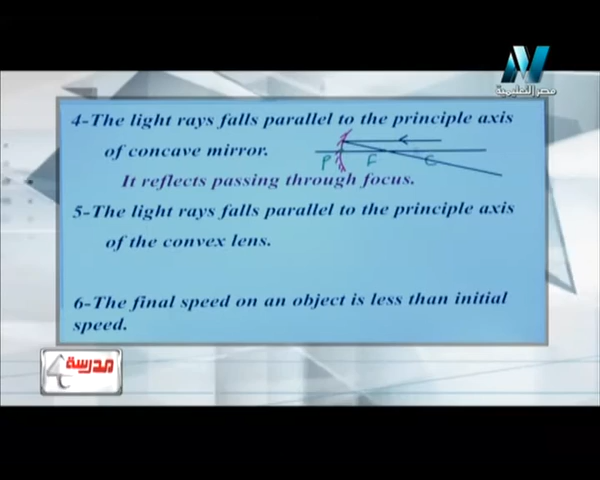 مصر التعليمية
4-The light rays falls parallel to the principle axis
of concave mirror.
P F C
It reflects passing through focus.
5-The light rays falls parallel to the principle axis
of the convex lens.
6-The final speed on an object is less than initial
speed.
مدرسة